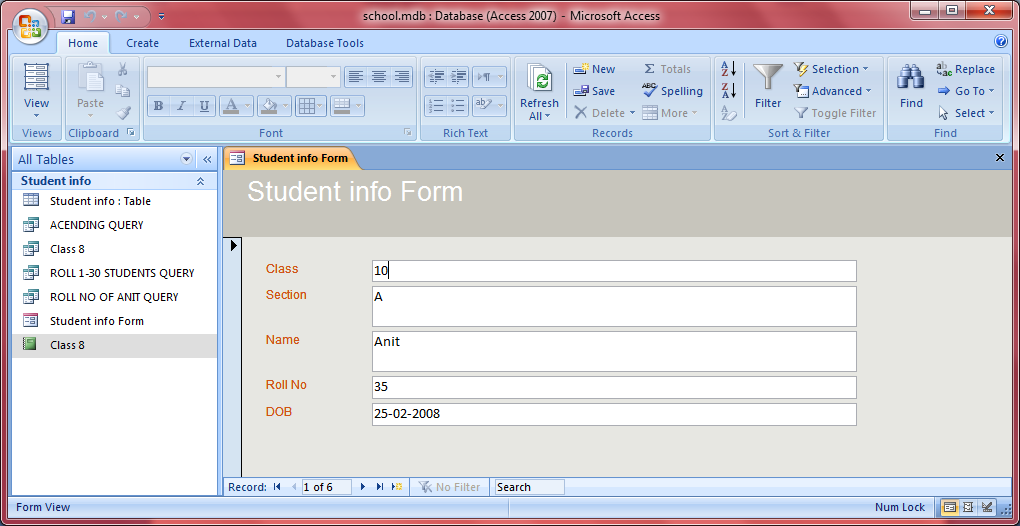 school.mdb : Database (Access 2007) - Microsoft Access
Home Create External Data Database Tools
View
Views
Paste
Clipboard
B I U A
Font
Rich Text
Refresh All
New
Save
Delete
Σ Totals
ABC Spelling
More
Records
A Z
Z A
Filter
Selection
Advanced
Toggle Filter
Sort & Filter
Find
Replace
Go To
Select
Find
All Tables
Student info
Student info : Table
ACENDING QUERY
Class 8
ROLL 1-30 STUDENTS QUERY
ROLL NO OF ANIT QUERY
Student info Form
Class 8
Student info Form
Student info Form
Class 10
Section A
Name Anit
Roll No 35
DOB 25-02-2008
Record: 1 of 6 No Filter Search
Form View Num Lock